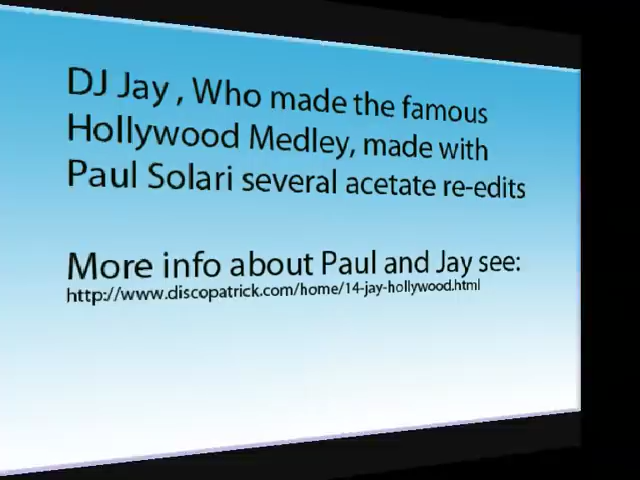 DJ Jay , Who made the famous
Hollywood Medley, made with
Paul Solari several acetate re-edits
More info about Paul and Jay see:
http://www.discopatrick.com/home/14-jay-hollywood.html